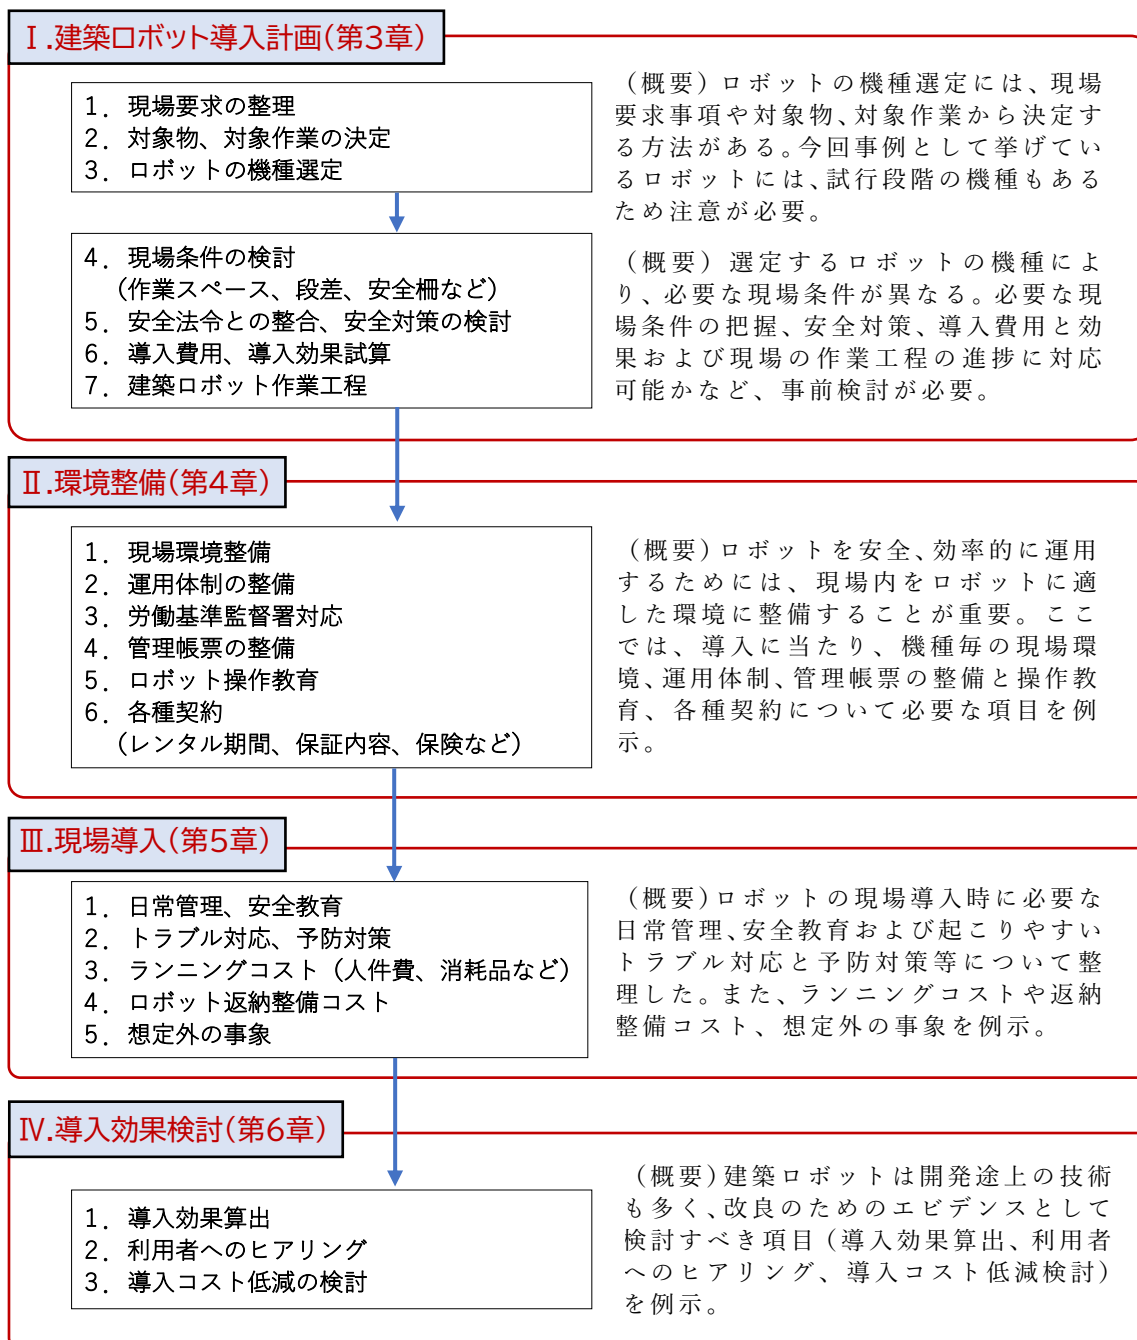 Ⅰ.建築ロボット導入計画(第3章)
1．現場要求の整理
2．対象物、対象作業の決定
3．ロボットの機種選定
（概要）ロボットの機種選定には、現場
要求事項や対象物、対象作業から決定す
る方法がある。今回事例として挙げてい
るロボットには、試行段階の機種もある
ため注意が必要。
4．現場条件の検討
（作業スペース、段差、安全柵など）
5．安全法令との整合、安全対策の検討
6．導入費用、導入効果試算
7．建築ロボット作業工程
（概要）選定するロボットの機種によ
り、必要な現場条件が異なる。必要な現
場条件の把握、安全対策、導入費用と効
果および現場の作業工程の進捗に対応
可能かなど、事前検討が必要。
Ⅱ.環境整備(第4章)
1．現場環境整備
2．運用体制の整備
3．労働基準監督署対応
4．管理帳票の整備
5．ロボット操作教育
6．各種契約
（レンタル期間、保証内容、保険など）
（概要）ロボットを安全、効率的に運用
するためには、現場内をロボットに適
した環境に整備することが重要。ここ
では、導入に当たり、機種毎の現場環
境、運用体制、管理帳票の整備と操作教
育、各種契約について必要な項目を例
示。
Ⅲ.現場導入(第5章)
1．日常管理、安全教育
2．トラブル対応、予防対策
3．ランニングコスト（人件費、消耗品など）
4．ロボット返納整備コスト
5．想定外の事象
（概要）ロボットの現場導入時に必要な
日常管理、安全教育および起こりやすい
トラブル対応と予防対策等について整
理した。また、ランニングコストや返納
整備コスト、想定外の事象を例示。
Ⅳ.導入効果検討(第6章)
1．導入効果算出
2．利用者へのヒアリング
3．導入コスト低減の検討
（概要）建築ロボットは開発途上の技術
も多く、改良のためのエビデンスとして
検討すべき項目（導入効果算出、利用者
へのヒアリング、導入コスト低減検討）
を例示。